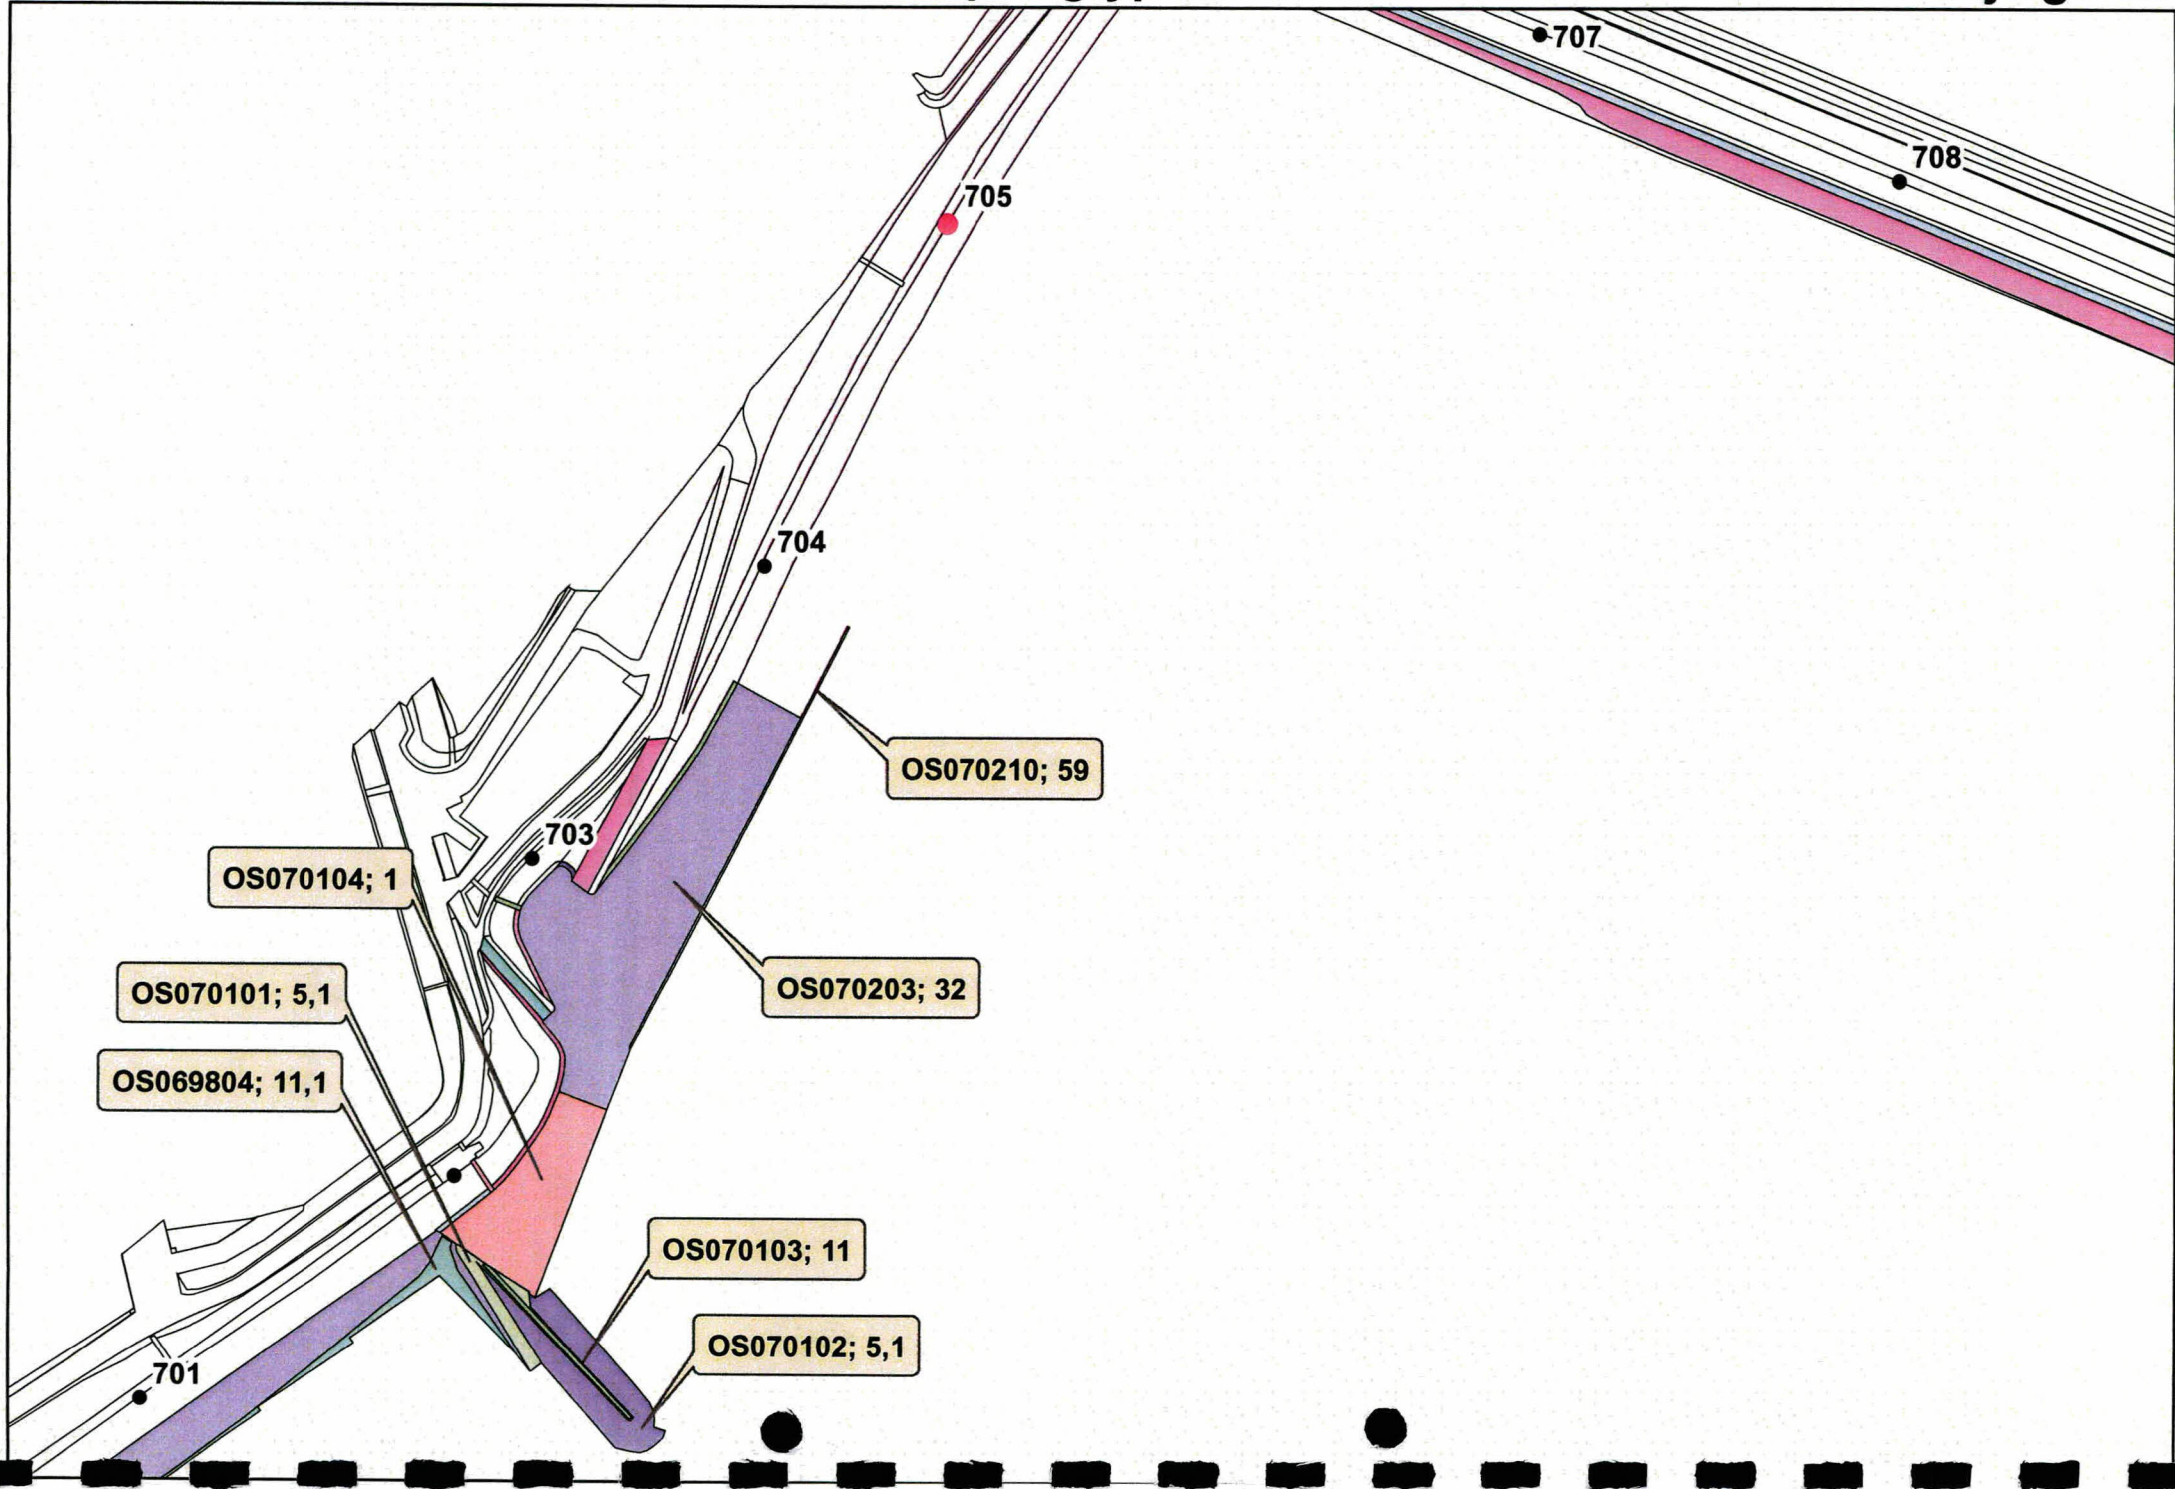 707
708
705
704
OS070210; 59
703
OS070104; 1
OS070203; 32
OS070101; 5,1
OS069804; 11,1
OS070103; 11
OS070102; 5,1
701